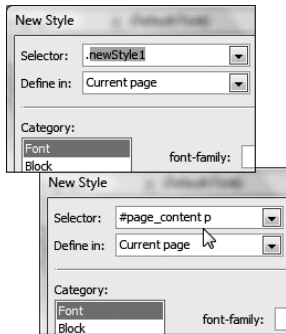 New Style
Selector: .newStyle1
Define in: Current page
Category:
Font
font-family:
Block
New Style
Selector: #page_content p
Define in: Current page
Category:
Font
font-family:
Block